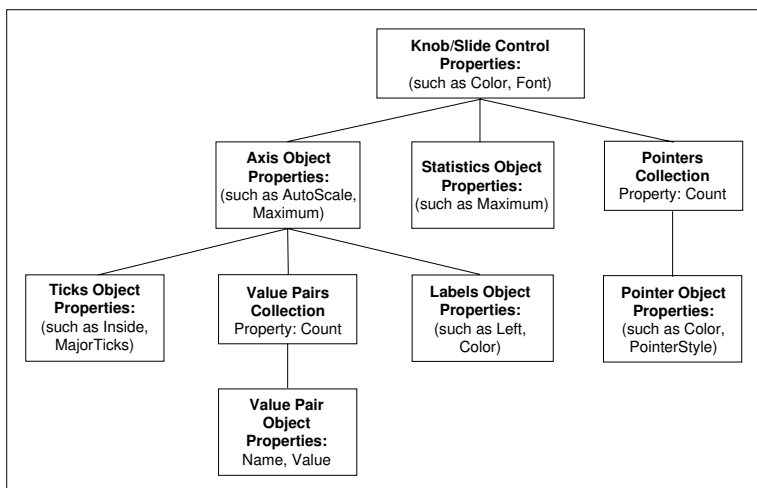 Knob/Slide Control
Properties:
(such as Color, Font)
Axis Object
Properties:
(such as AutoScale,
Maximum)
Statistics Object
Properties:
(such as Maximum)
Pointers
Collection
Property: Count
Ticks Object
Properties:
(such as Inside,
MajorTicks)
Value Pairs
Collection
Property: Count
Labels Object
Properties:
(such as Left,
Color)
Pointer Object
Properties:
(such as Color,
PointerStyle)
Value Pair
Object
Properties:
Name, Value